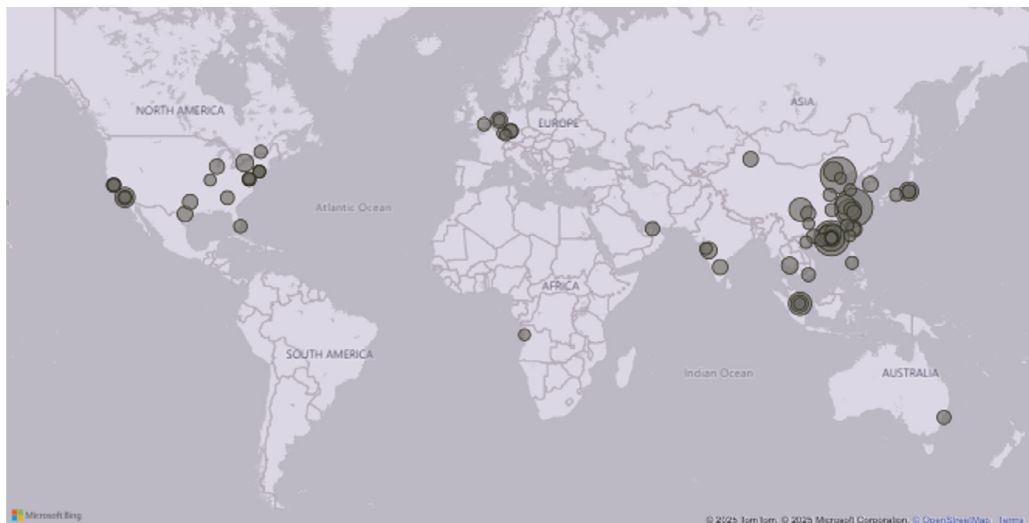 NORTH AMERICA
EUROPE
ASIA
Atlantic Ocean
AFRICA
SOUTH AMERICA
Indian Ocean
AUSTRALIA
Microsoft Bing
© 2025 TomTom, © 2025 Microsoft Corporation, © OpenStreetMap Terms